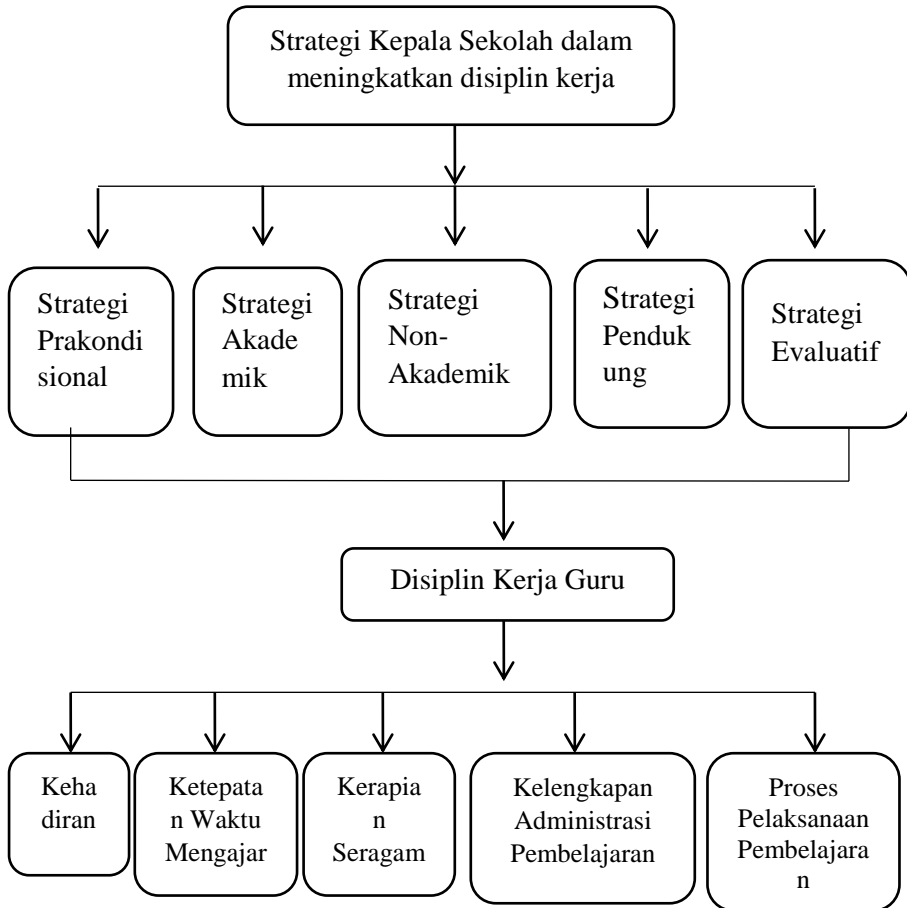 Strategi Kepala Sekolah dalam
meningkatkan disiplin kerja
Strategi
Prakondi
sional
Strategi
Akade
mik
Strategi
Non-
Akademik
Strategi
Penduk
ung
Strategi
Evaluatif
Disiplin Kerja Guru
Keha
diran
Ketepata
n Waktu
Mengajar
Kerapia
n
Seragam
Kelengkapan
Administrasi
Pembelajaran
Proses
Pelaksanaan
Pembelajara
n